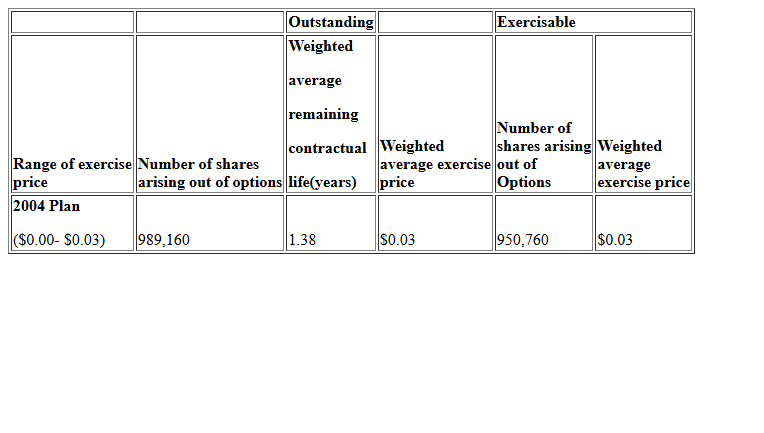 Outstanding
Exercisable
Range of exercise
price
Number of shares
arising out of options
Weighted
average
remaining
contractual
life(years)
Weighted
average exercise
price
Number of
shares arising
out of
Options
Weighted
average
exercise price
2004 Plan
($0.00- $0.03)
989,160
1.38
$0.03
950,760
$0.03